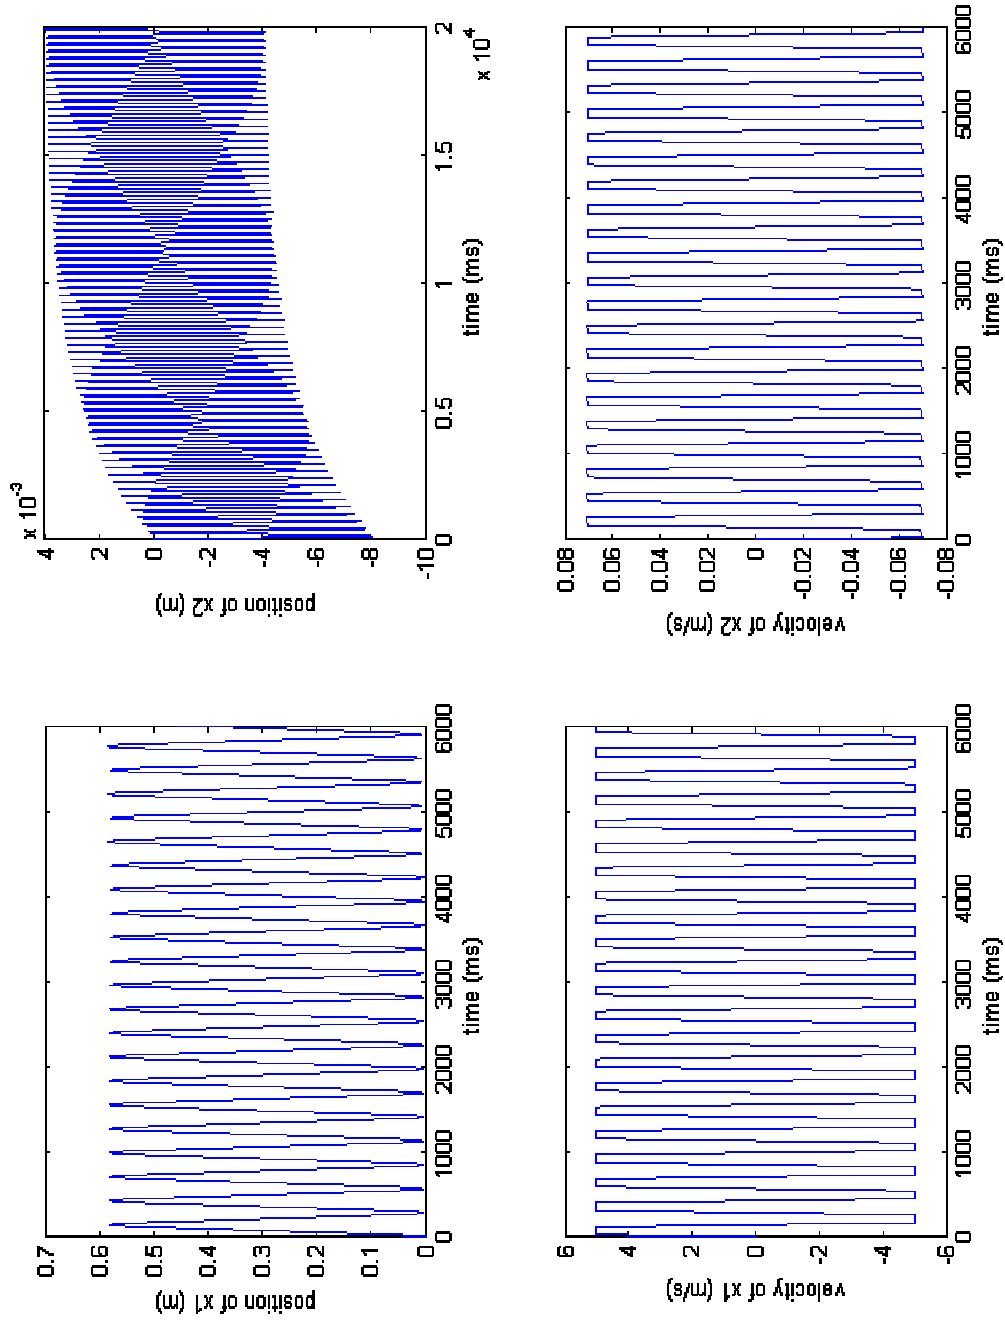 0.7
0.6
0.5
0.4
0.3
0.2
0.1
0
position of x1 (m)
0 1000 2000 3000 4000 5000 6000
time (ms)
x 10^-3
4
2
0
-2
-4
-6
-8
-10
position of x2 (m)
0 0.5 1 1.5 2
time (ms)
x 10^4
6
4
2
0
-2
-4
-6
velocity of x1 (m/s)
0 1000 2000 3000 4000 5000 6000
time (ms)
0.08
0.06
0.04
0.02
0
-0.02
-0.04
-0.06
-0.08
velocity of x2 (m/s)
0 1000 2000 3000 4000 5000 6000
time (ms)